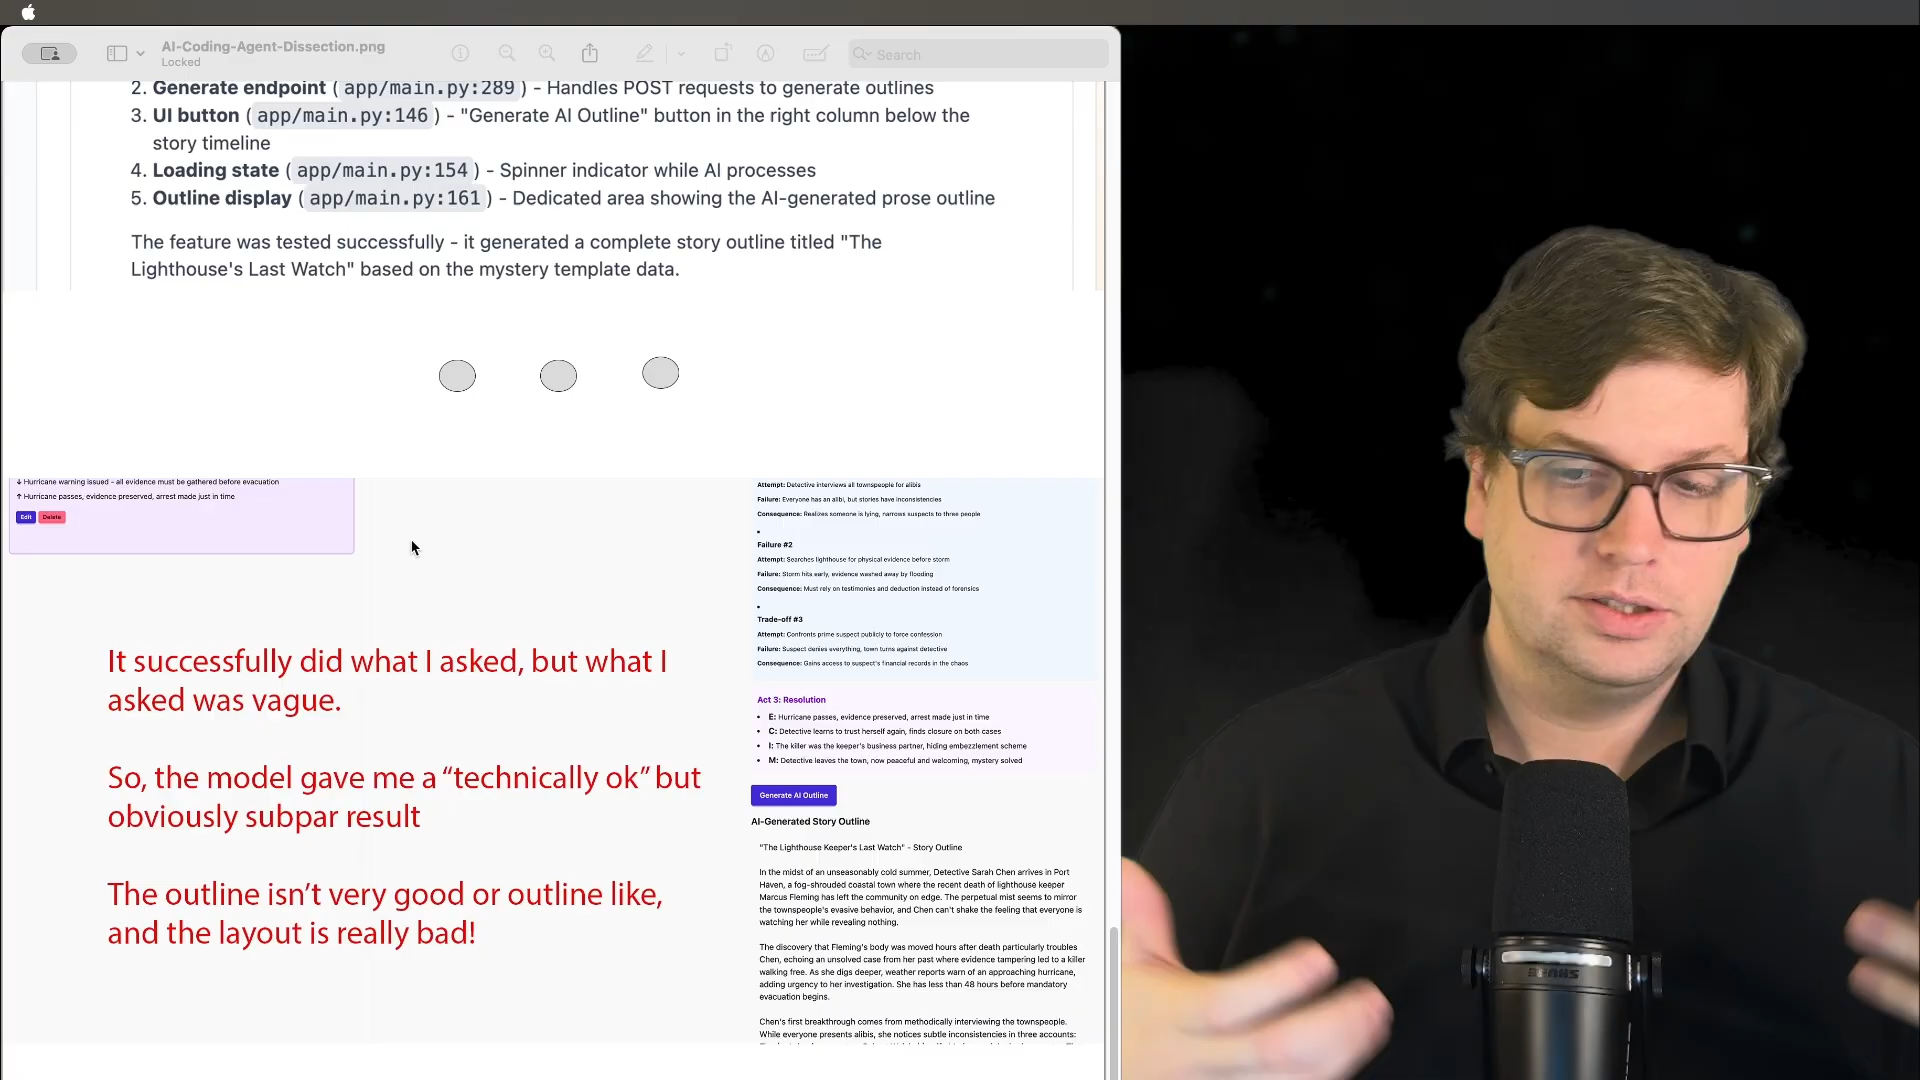 AI-Coding-Agent-Dissection.png
Locked
Search
2. Generate endpoint ( app/main.py:289 ) - Handles POST requests to generate outlines
3. UI button ( app/main.py:146 ) - "Generate AI Outline" button in the right column below the
story timeline
4. Loading state ( app/main.py:154 ) - Spinner indicator while AI processes
5. Outline display ( app/main.py:161 ) - Dedicated area showing the AI-generated prose outline
The feature was tested successfully - it generated a complete story outline titled "The
Lighthouse's Last Watch" based on the mystery template data.
↓ Hurricane warning issued - all evidence must be gathered before evacuation
↑ Hurricane passes, evidence preserved, arrest made just in time
Edit Delete
It successfully did what I asked, but what I
asked was vague.
So, the model gave me a “technically ok” but
obviously subpar result
The outline isn’t very good or outline like,
and the layout is really bad!
Attempt: Detective interviews all townspeople for alibis
Failure: Everyone has an alibi, but stories have inconsistencies
Consequence: Realizes someone is lying, narrows suspects to three people
•
Failure #2
Attempt: Searches lighthouse for physical evidence before storm
Failure: Storm hits early, evidence washed away by flooding
Consequence: Must rely on testimonies and deduction instead of forensics
•
Trade-off #3
Attempt: Confronts prime suspect publicly to force confession
Failure: Suspect denies everything, town turns against detective
Consequence: Gains access to suspect's financial records in the chaos
Act 3: Resolution
• E: Hurricane passes, evidence preserved, arrest made just in time
• C: Detective learns to trust herself again, finds closure on both cases
• I: The killer was the keeper's business partner, hiding embezzlement scheme
• M: Detective leaves the town, now peaceful and welcoming, mystery solved
Generate AI Outline
AI-Generated Story Outline
"The Lighthouse Keeper's Last Watch" - Story Outline
In the midst of an unseasonably cold summer, Detective Sarah Chen arrives in Port
Haven, a fog-shrouded coastal town where the recent death of lighthouse keeper
Marcus Fleming has left the community on edge. The perpetual mist seems to mirror
the townspeople's evasive behavior, and Chen can't shake the feeling that everyone is
watching her while revealing nothing.
The discovery that Fleming's body was moved hours after death particularly troubles
Chen, echoing an unsolved case from her past where evidence tampering led to a killer
walking free. As she digs deeper, weather reports warn of an approaching hurricane,
adding urgency to her investigation. She has less than 48 hours before mandatory
evacuation begins.
Chen's first breakthrough comes from methodically interviewing the townspeople.
While everyone presents alibis, she notices subtle inconsistencies in three accounts: